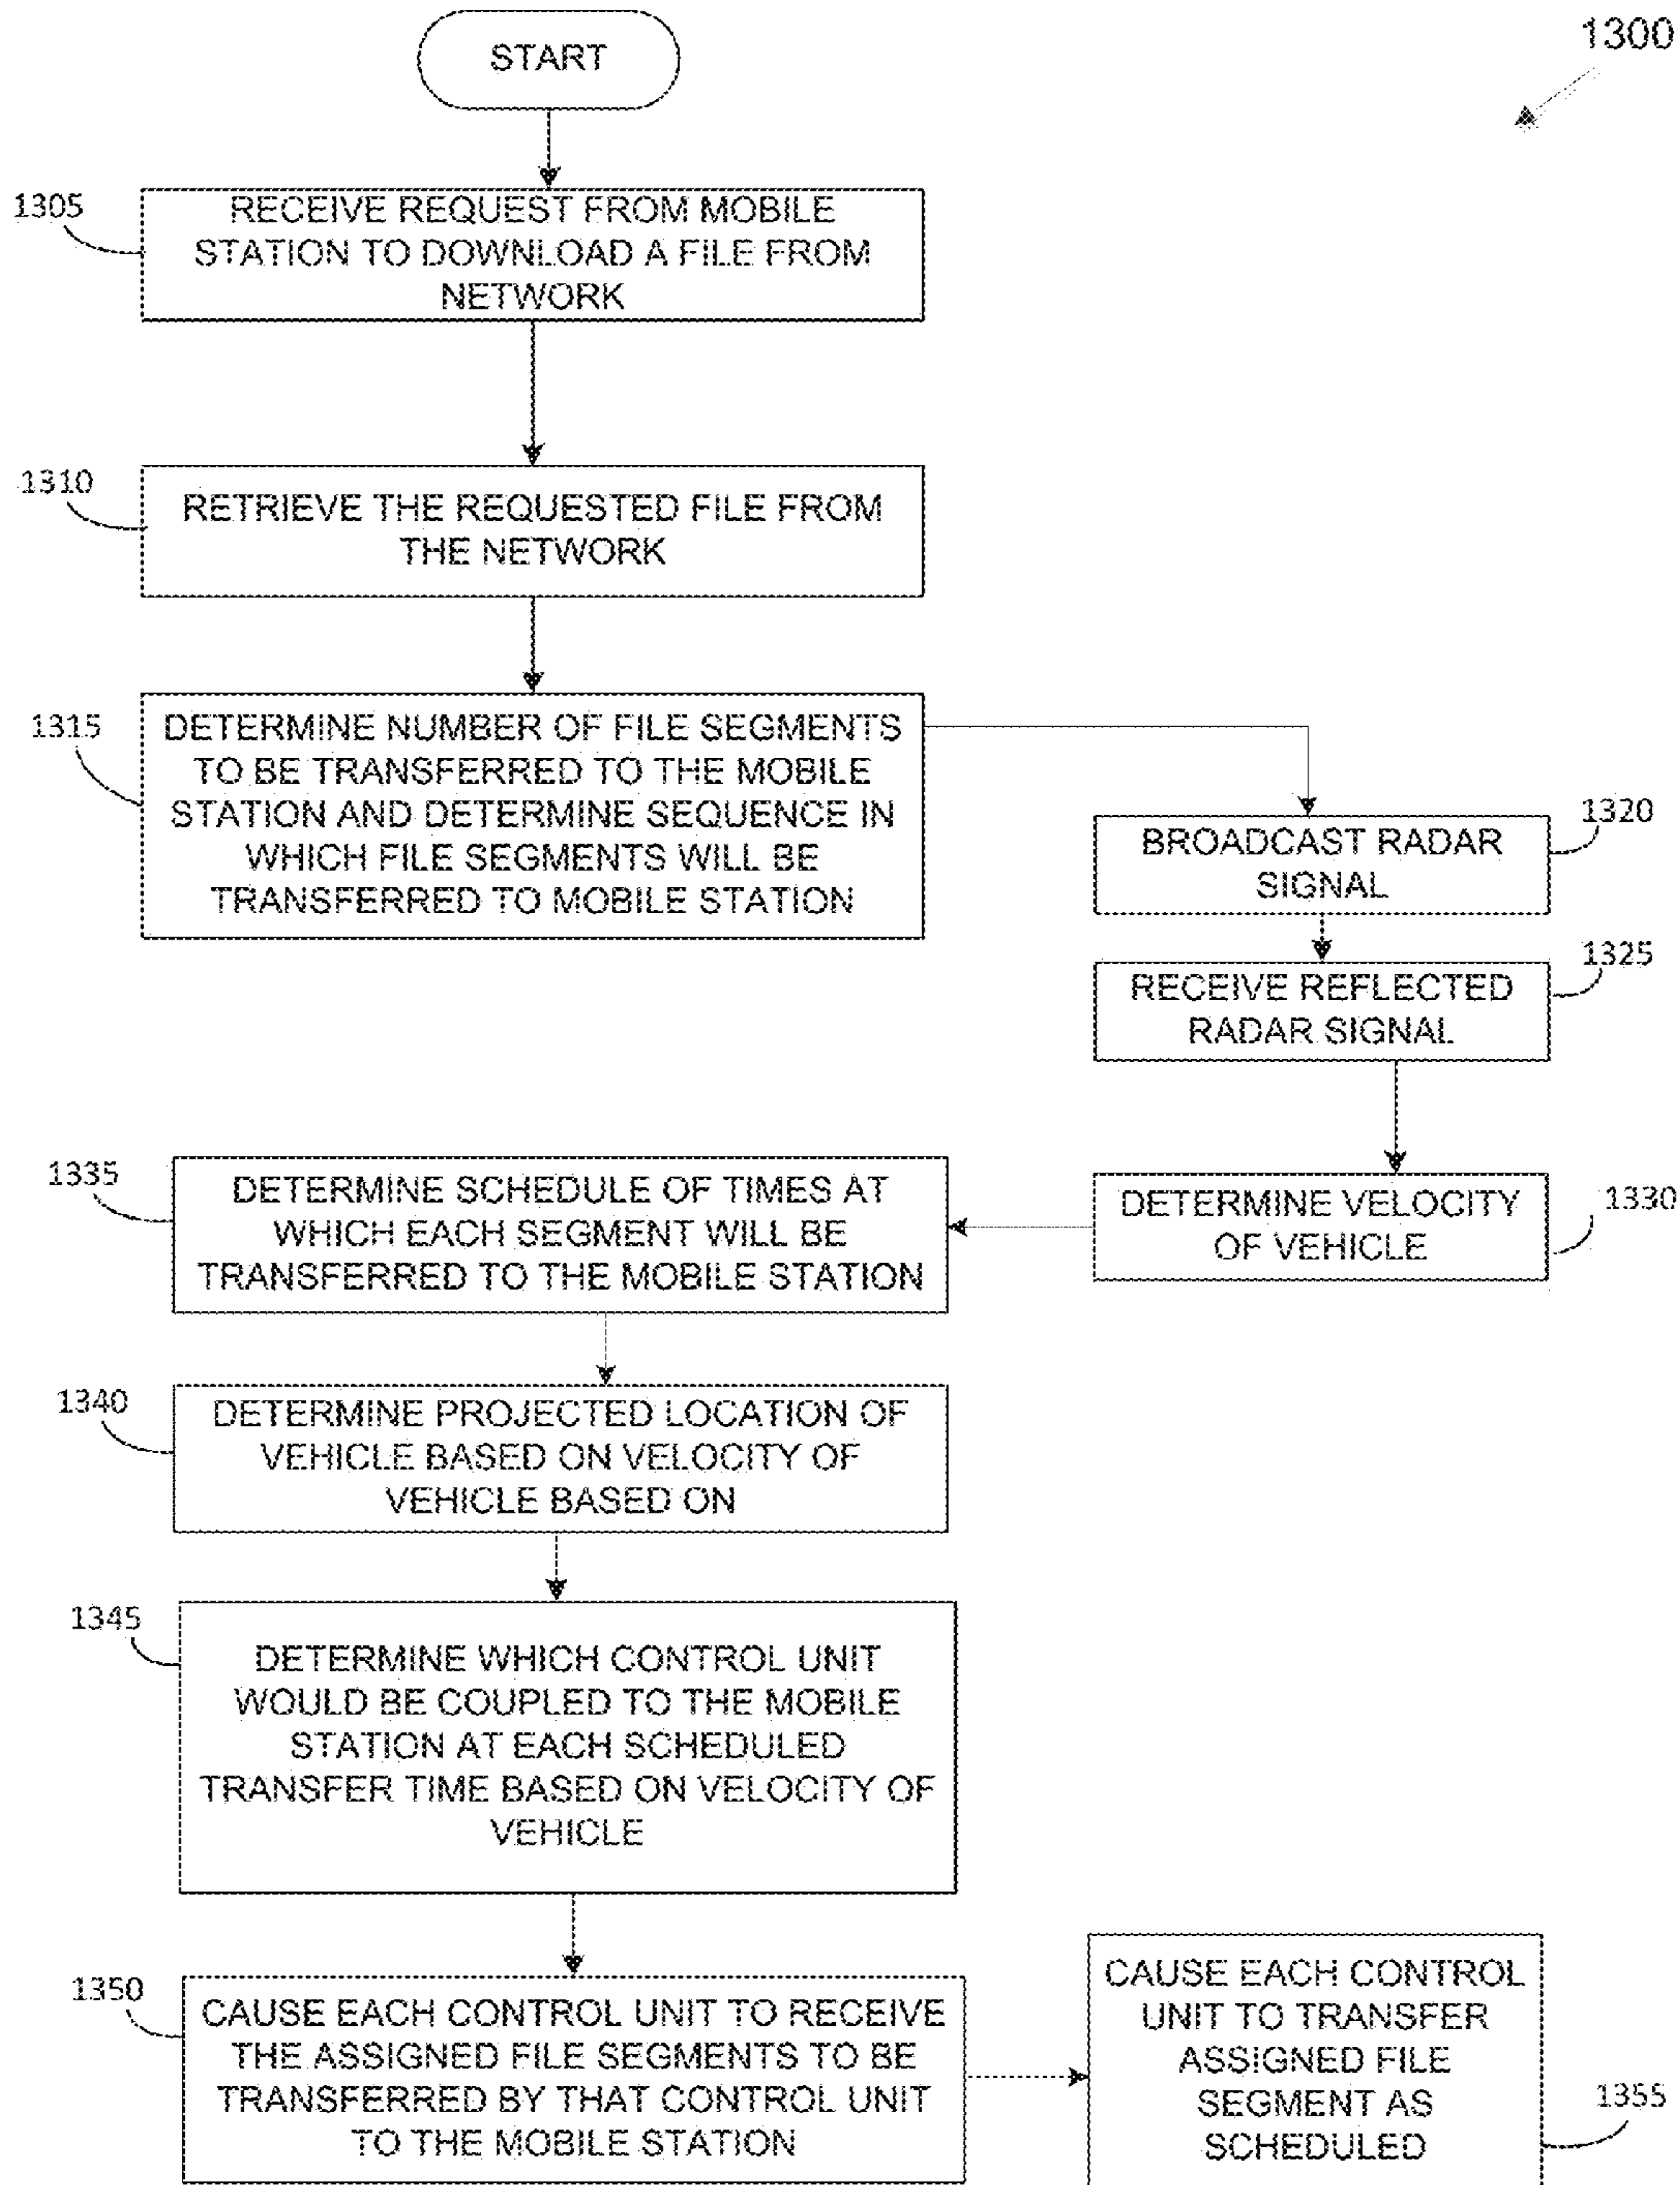 1300
START
1305
RECEIVE REQUEST FROM MOBILE
STATION TO DOWNLOAD A FILE FROM
NETWORK
1310
RETRIEVE THE REQUESTED FILE FROM
THE NETWORK
1315
DETERMINE NUMBER OF FILE SEGMENTS
TO BE TRANSFERRED TO THE MOBILE
STATION AND DETERMINE SEQUENCE IN
WHICH FILE SEGMENTS WILL BE
TRANSFERRED TO MOBILE STATION
1320
BROADCAST RADAR
SIGNAL
1325
RECEIVE REFLECTED
RADAR SIGNAL
1330
DETERMINE VELOCITY
OF VEHICLE
1335
DETERMINE SCHEDULE OF TIMES AT
WHICH EACH SEGMENT WILL BE
TRANSFERRED TO THE MOBILE STATION
1340
DETERMINE PROJECTED LOCATION OF
VEHICLE BASED ON VELOCITY OF
VEHICLE BASED ON
1345
DETERMINE WHICH CONTROL UNIT
WOULD BE COUPLED TO THE MOBILE
STATION AT EACH SCHEDULED
TRANSFER TIME BASED ON VELOCITY OF
VEHICLE
1350
CAUSE EACH CONTROL UNIT TO RECEIVE
THE ASSIGNED FILE SEGMENTS TO BE
TRANSFERRED BY THAT CONTROL UNIT
TO THE MOBILE STATION
CAUSE EACH CONTROL
UNIT TO TRANSFER
ASSIGNED FILE
SEGMENT AS
SCHEDULED
1355